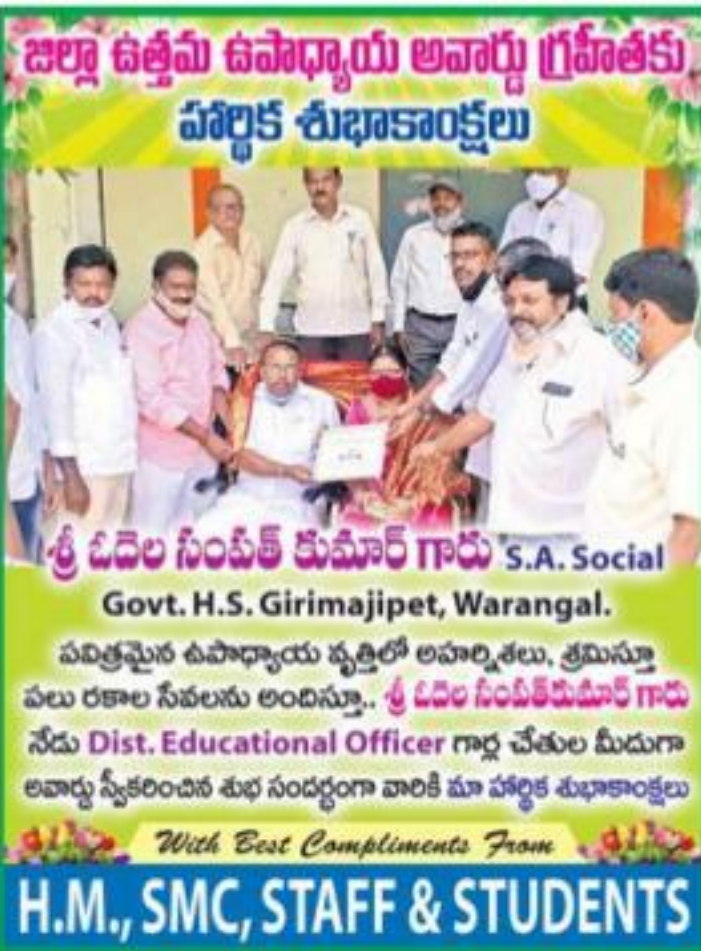 జిల్లా ఉత్తమ ఉపాధ్యాయ అవార్డు గ్రహీతకు
హార్థిక శుభాకాంక్షలు
శ్రీ ఓదెల సంపత్ కుమార్ గారు S.A. Social
Govt. H.S. Girimajipet, Warangal.
పవిత్రమైన ఉపాధ్యాయ వృత్తిలో అహర్నిశలు, శ్రమిస్తూ
పలు రకాల సేవలను అందిస్తూ.. శ్రీ ఓదెల సంపత్‌కుమార్ గారు
నేడు Dist. Educational Officer గార్ల చేతుల మీదుగా
అవార్డు స్వీకరించిన శుభ సందర్భంగా వారికి మా హార్థిక శుభాకాంక్షలు
With Best Compliments From
H.M., SMC, STAFF & STUDENTS